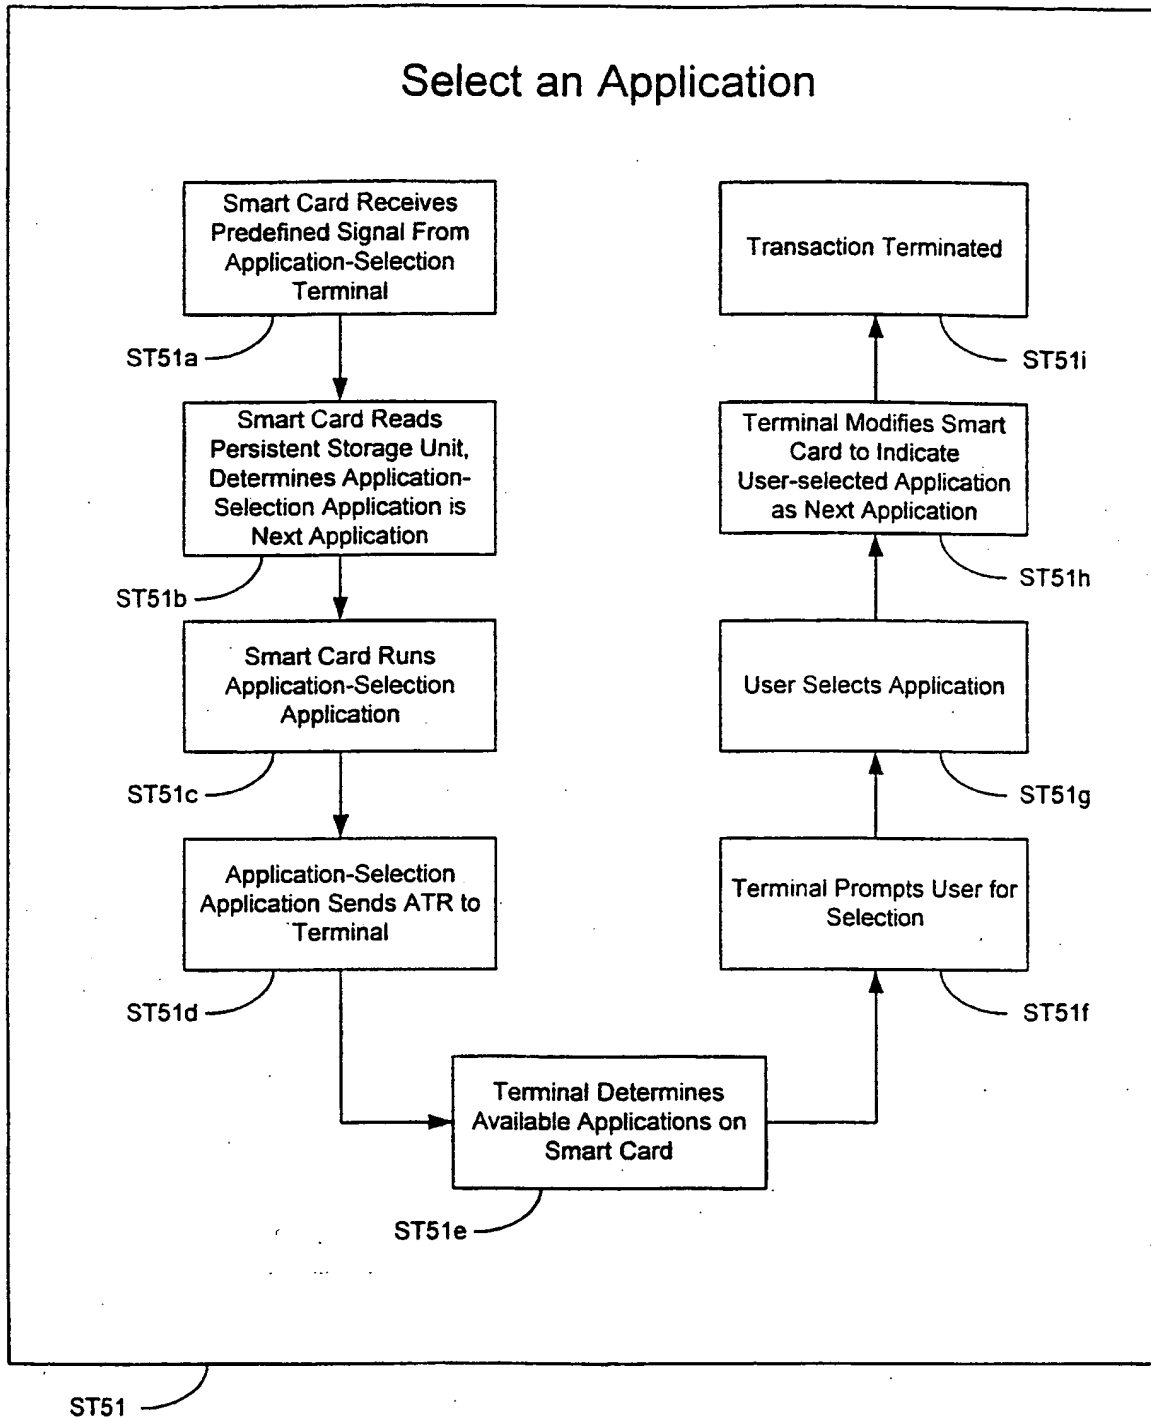 Select an Application
Smart Card Receives
Predefined Signal From
Application-Selection
Terminal
ST51a
Smart Card Reads
Persistent Storage Unit,
Determines Application-
Selection Application is
Next Application
ST51b
Smart Card Runs
Application-Selection
Application
ST51c
Application-Selection
Application Sends ATR to
Terminal
ST51d
Terminal Determines
Available Applications on
Smart Card
ST51e
Terminal Prompts User for
Selection
ST51f
User Selects Application
ST51g
Terminal Modifies Smart
Card to Indicate
User-selected Application
as Next Application
ST51h
Transaction Terminated
ST51i
ST51